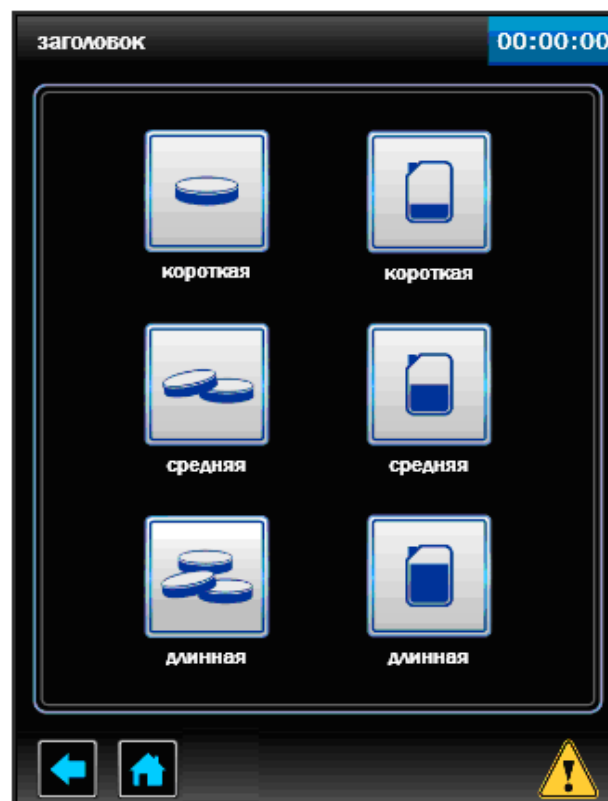 заголовок 00:00:00
короткая короткая
средняя средняя
длинная длинная